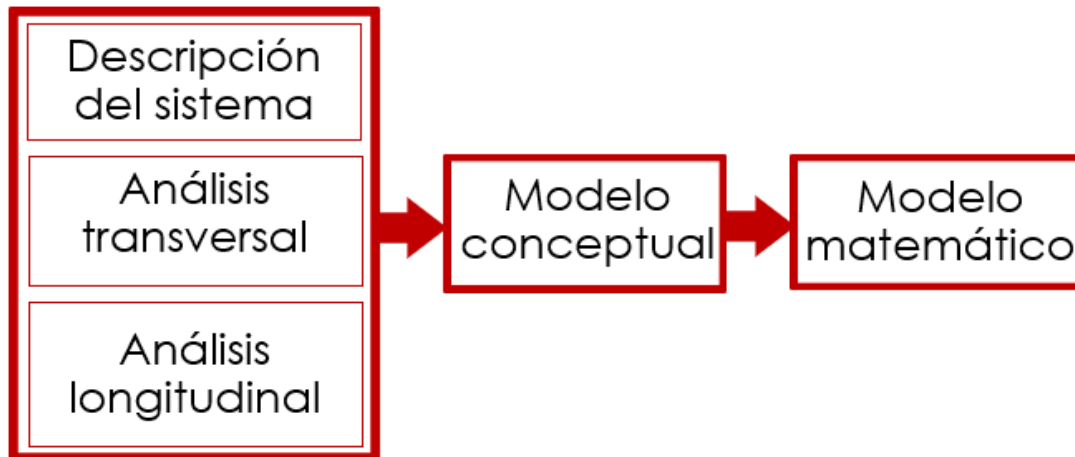 Descripción
del sistema
Análisis
transversal
Análisis
longitudinal
Modelo
conceptual
Modelo
matemático